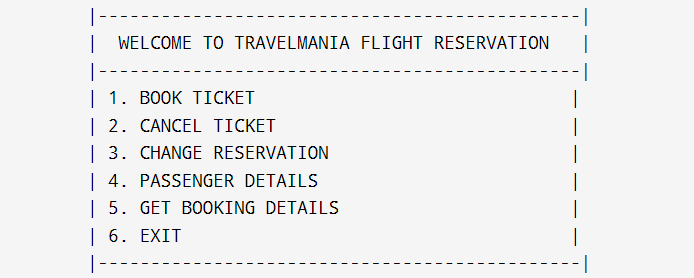 |----------------------------------------------|
| WELCOME TO TRAVELMANIA FLIGHT RESERVATION |
|----------------------------------------------|
| 1. BOOK TICKET |
| 2. CANCEL TICKET |
| 3. CHANGE RESERVATION |
| 4. PASSENGER DETAILS |
| 5. GET BOOKING DETAILS |
| 6. EXIT |
|----------------------------------------------|